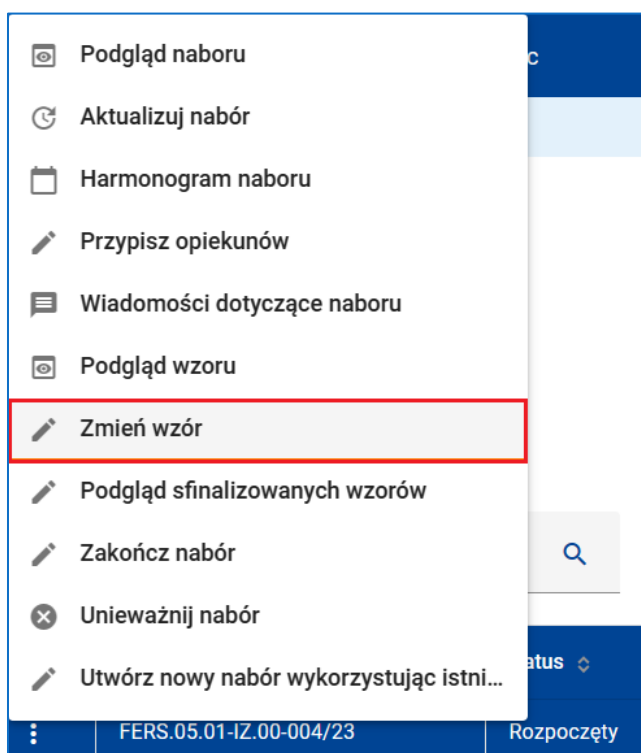 Podgląd naboru
c
Aktualizuj nabór
Harmonogram naboru
Przypisz opiekunów
Wiadomości dotyczące naboru
Podgląd wzoru
Zmień wzór
Podgląd sfinalizowanych wzorów
Zakończ nabór
Unieważnij nabór
atus
Utwórz nowy nabór wykorzystując istni...
FERS.05.01-IZ.00-004/23 Rozpoczęty